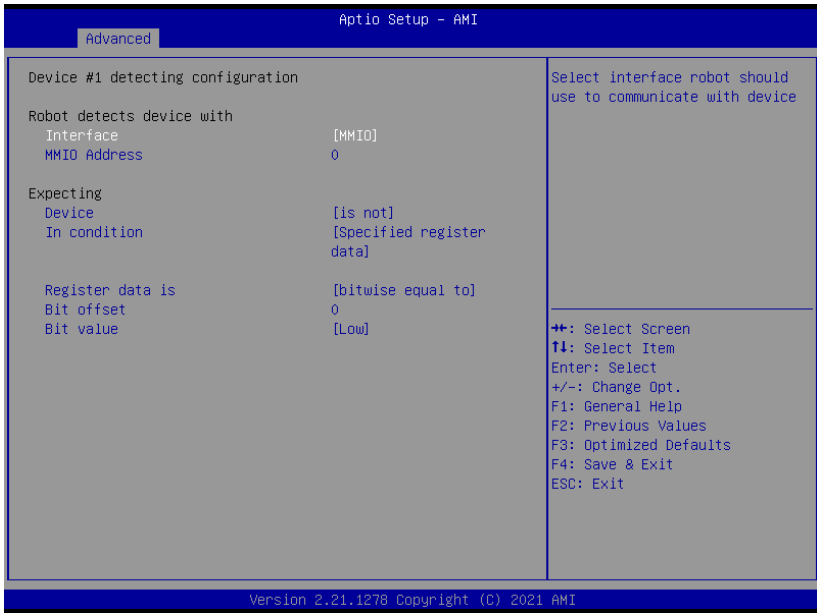 Aptio Setup – AMI
Advanced
Device #1 detecting configuration
Robot detects device with
Interface [MMIO]
MMIO Address 0
Expecting
Device [is not]
In condition [Specified register
data]
Register data is [bitwise equal to]
Bit offset 0
Bit value [Low]
Select interface robot should
use to communicate with device
→←: Select Screen
↑↓: Select Item
Enter: Select
+/-: Change Opt.
F1: General Help
F2: Previous Values
F3: Optimized Defaults
F4: Save & Exit
ESC: Exit
Version 2.21.1278 Copyright (C) 2021 AMI